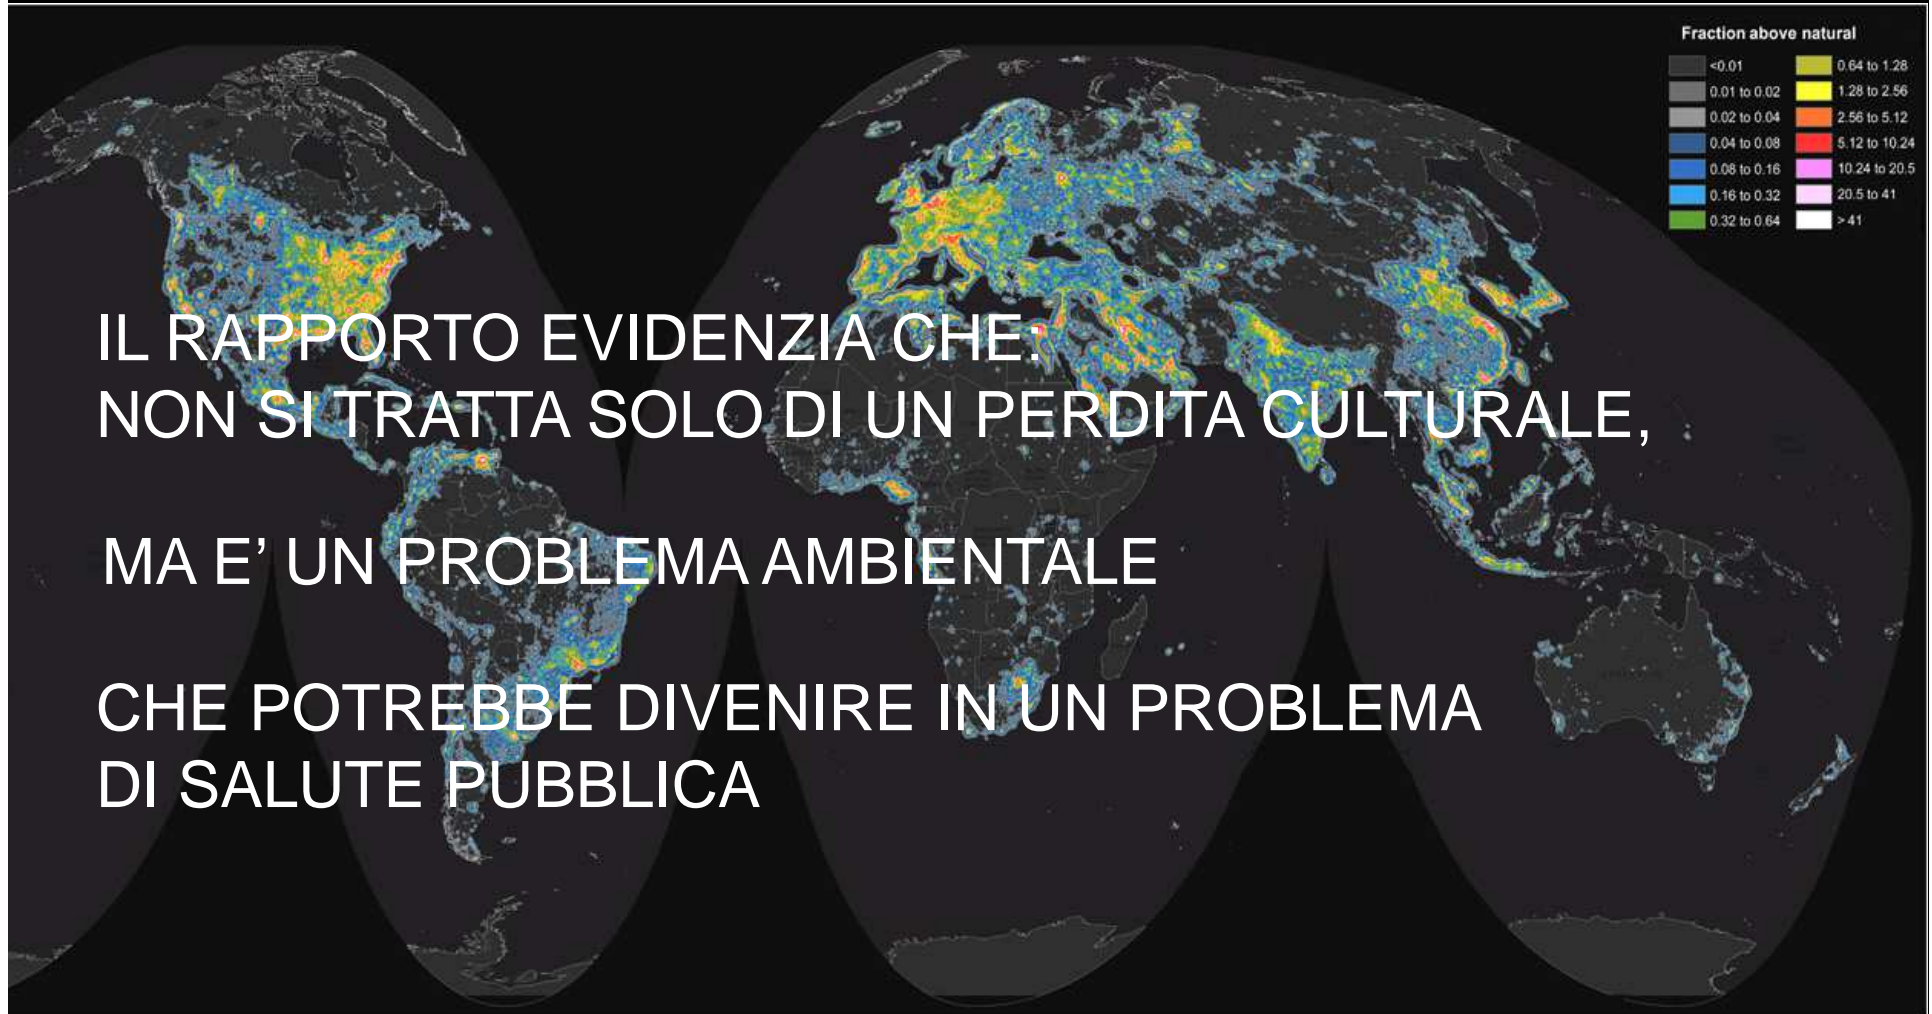 Fraction above natural
<0.01
0.01 to 0.02
0.02 to 0.04
0.04 to 0.08
0.08 to 0.16
0.16 to 0.32
0.32 to 0.64
0.64 to 1.28
1.28 to 2.56
2.56 to 5.12
5.12 to 10.24
10.24 to 20.5
20.5 to 41
>41
IL RAPPORTO EVIDENZIA CHE:
NON SI TRATTA SOLO DI UN PERDITA CULTURALE,
MA E’ UN PROBLEMA AMBIENTALE
CHE POTREBBE DIVENIRE IN UN PROBLEMA
DI SALUTE PUBBLICA